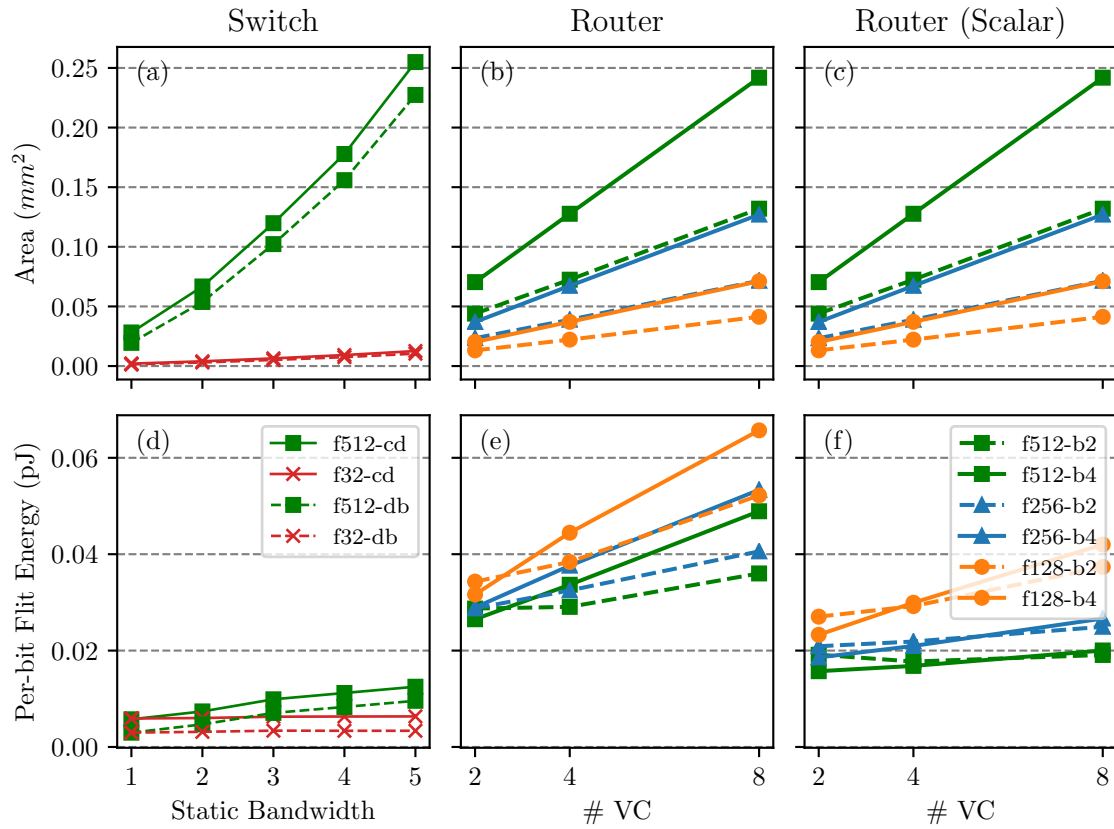 Switch
Router
Router (Scalar)
Area (mm²)
0.25
0.20
0.15
0.10
0.05
0.00
(a)
(b)
(c)
Per-bit Flit Energy (pJ)
0.06
0.04
0.02
0.00
(d)
f512-cd
f32-cd
f512-db
f32-db
(e)
(f)
f512-b2
f512-b4
f256-b2
f256-b4
f128-b2
f128-b4
1 2 3 4 5
2 4 8
2 4 8
Static Bandwidth
# VC
# VC